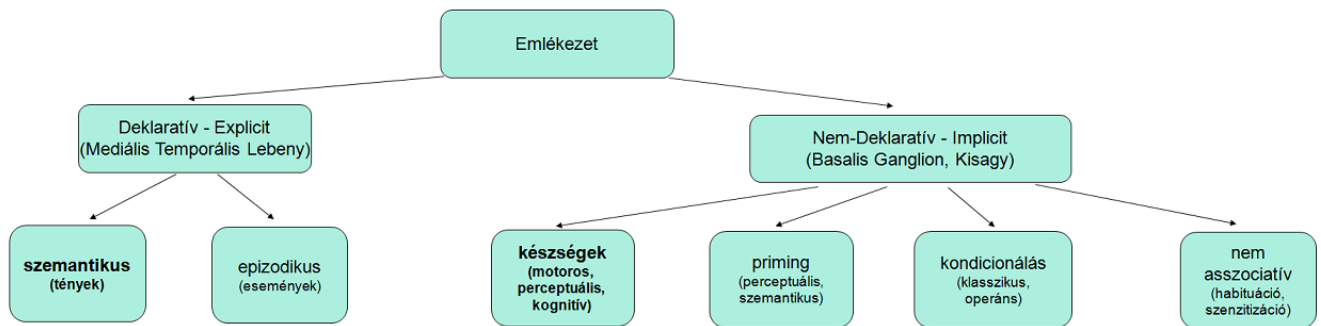 Emlékezet
Deklaratív - Explicit
(Mediális Temporális Lebeny)
Nem-Deklaratív - Implicit
(Basalis Ganglion, Kisagy)
szemantikus
(tények)
epizodikus
(események)
készségek
(motoros,
perceptuális,
kognitív)
priming
(perceptuális,
szemantikus)
kondicionálás
(klasszikus,
operáns)
nem
asszociatív
(habituáció,
szenzitizáció)